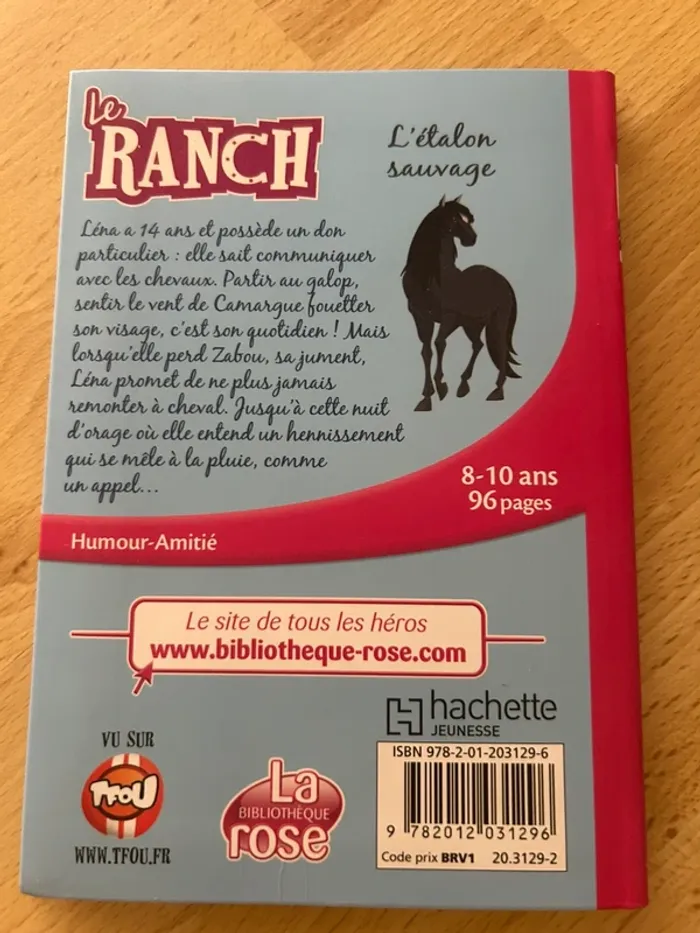 Le
RANCH
L'étalon
sauvage
Léna a 14 ans et possède un don
particulier : elle sait communiquer
avec les chevaux. Partir au galop,
sentir le vent de Camargue fouetter
son visage, c'est son quotidien ! Mais
lorsqu'elle perd Zabou, sa jument,
Léna promet de ne plus jamais
remonter à cheval. Jusqu'à cette nuit
d'orage où elle entend un hennissement
qui se mêle à la pluie, comme
un appel...
8-10 ans
96 pages
Humour-Amitié
Le site de tous les héros
www.bibliotheque-rose.com
hachette
JEUNESSE
VU SUR
TFOU
WWW.TFOU.FR
La
BIBLIOTHÈQUE
rose
ISBN 978-2-01-203129-6
9 782012 031296
Code prix BRV1 20.3129-2